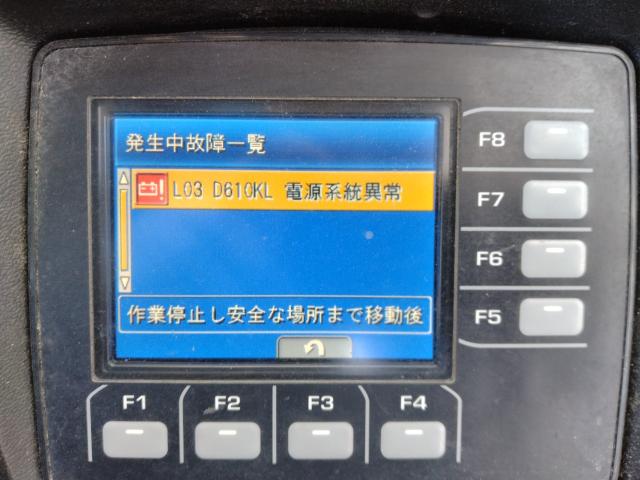 発生中故障一覧
L03 D610KL 電源系統異常
作業停止し安全な場所まで移動後
F8
F7
F6
F5
F1
F2
F3
F4